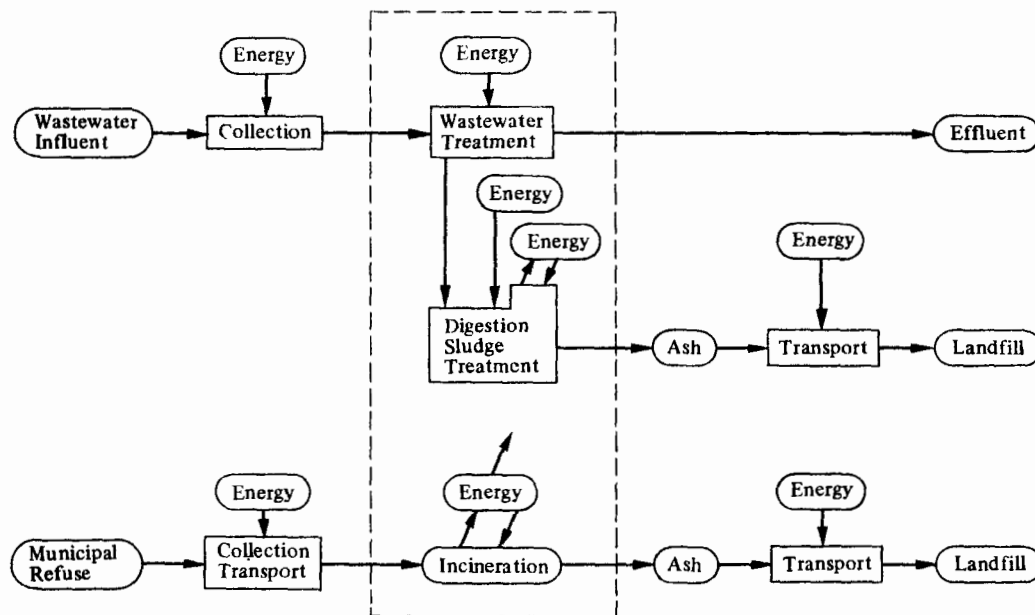 Energy
Energy
Wastewater
Influent
Collection
Wastewater
Treatment
Effluent
Energy
Energy
Energy
Digestion
Sludge
Treatment
Ash
Transport
Landfill
Energy
Energy
Energy
Municipal
Refuse
Collection
Transport
Incineration
Ash
Transport
Landfill